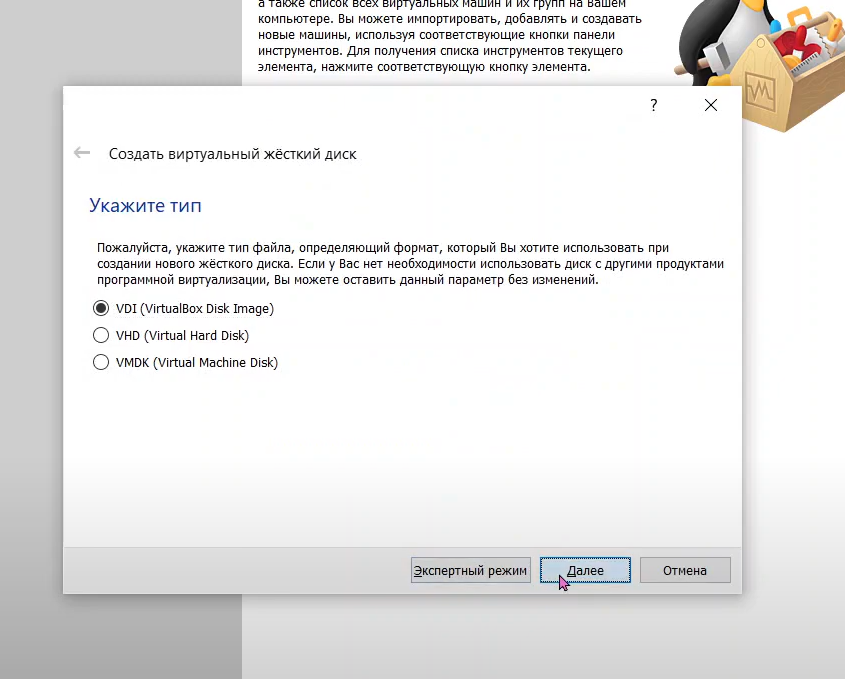 а также список всех виртуальных машин и их групп на Вашем
компьютере. Вы можете импортировать, добавлять и создавать
новые машины, используя соответствующие кнопки панели
инструментов. Для получения списка инструментов текущего
элемента, нажмите соответствующую кнопку элемента.
?
Создать виртуальный жёсткий диск
Укажите тип
Пожалуйста, укажите тип файла, определяющий формат, который Вы хотите использовать при
создании нового жёсткого диска. Если у Вас нет необходимости использовать диск с другими продуктами
программной виртуализации, Вы можете оставить данный параметр без изменений.
VDI (VirtualBox Disk Image)
VHD (Virtual Hard Disk)
VMDK (Virtual Machine Disk)
Экспертный режим
Далее
Отмена